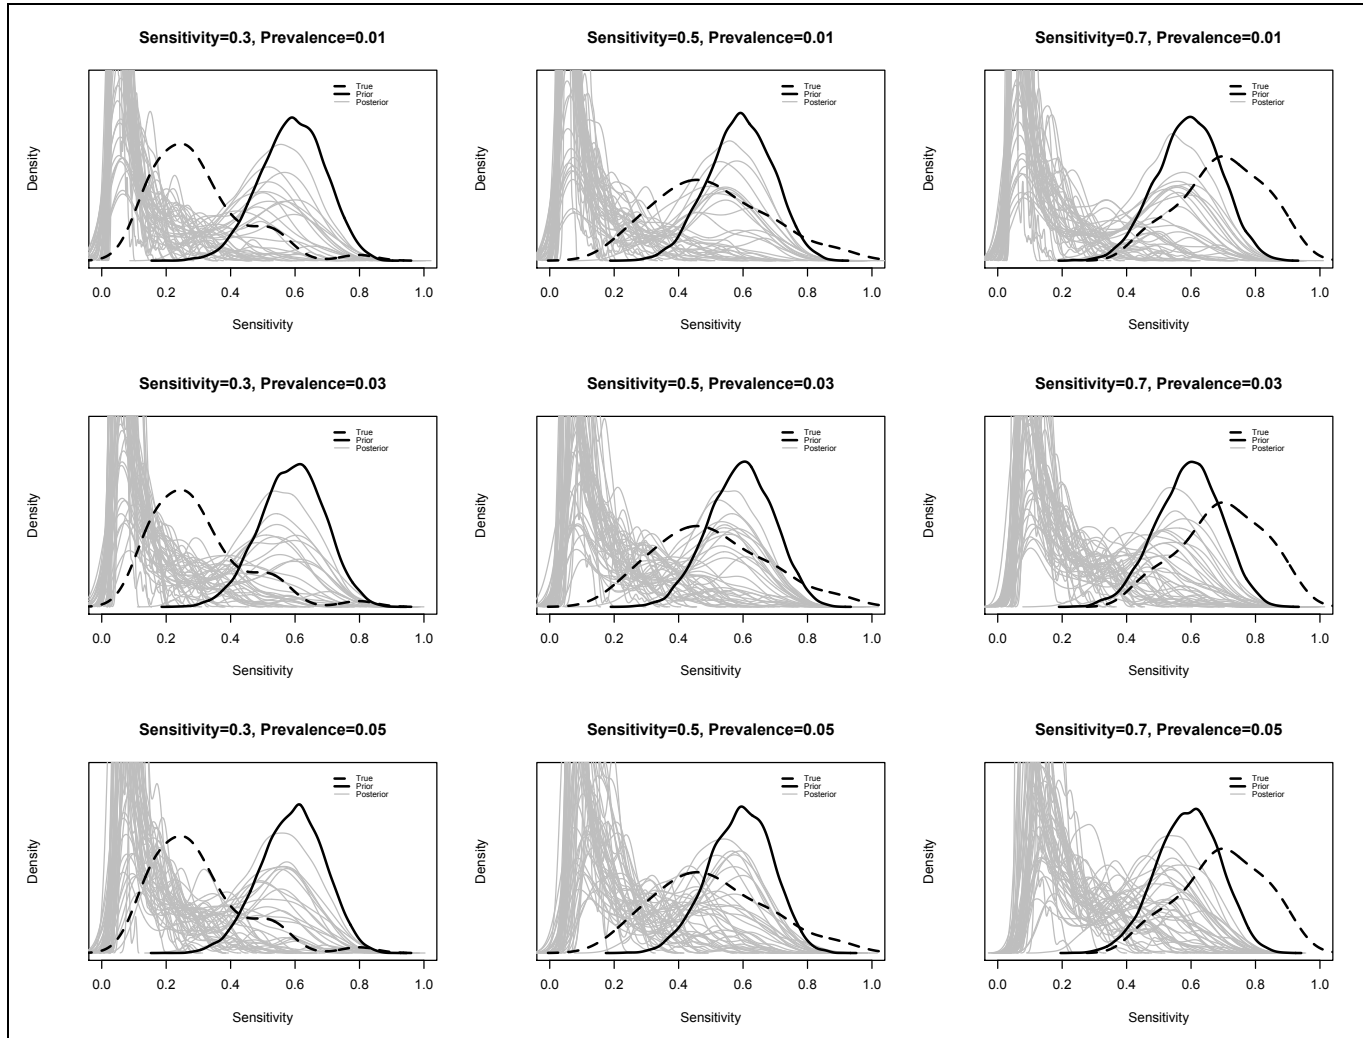 Sensitivity=0.3, Prevalence=0.01
Density
True
Prior
Posterior
0.0 0.2 0.4 0.6 0.8 1.0
Sensitivity
Sensitivity=0.5, Prevalence=0.01
Density
True
Prior
Posterior
0.0 0.2 0.4 0.6 0.8 1.0
Sensitivity
Sensitivity=0.7, Prevalence=0.01
Density
True
Prior
Posterior
0.0 0.2 0.4 0.6 0.8 1.0
Sensitivity
Sensitivity=0.3, Prevalence=0.03
Density
True
Prior
Posterior
0.0 0.2 0.4 0.6 0.8 1.0
Sensitivity
Sensitivity=0.5, Prevalence=0.03
Density
True
Prior
Posterior
0.0 0.2 0.4 0.6 0.8 1.0
Sensitivity
Sensitivity=0.7, Prevalence=0.03
Density
True
Prior
Posterior
0.0 0.2 0.4 0.6 0.8 1.0
Sensitivity
Sensitivity=0.3, Prevalence=0.05
Density
True
Prior
Posterior
0.0 0.2 0.4 0.6 0.8 1.0
Sensitivity
Sensitivity=0.5, Prevalence=0.05
Density
True
Prior
Posterior
0.0 0.2 0.4 0.6 0.8 1.0
Sensitivity
Sensitivity=0.7, Prevalence=0.05
Density
True
Prior
Posterior
0.0 0.2 0.4 0.6 0.8 1.0
Sensitivity